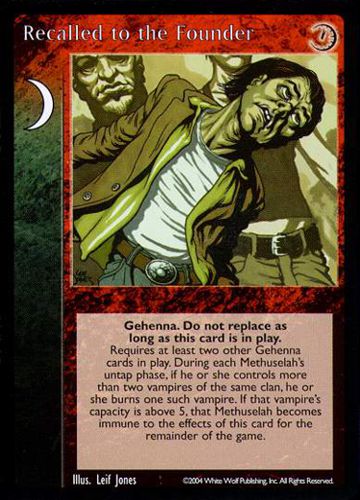 Recalled to the Founder
Gehenna. Do not replace as
long as this card is in play.
Requires at least two other Gehenna
cards in play. During each Methuselah's
untap phase, if he or she controls more
than two vampires of the same clan, he or
she burns one such vampire. If that vampire's
capacity is above 5, that Methuselah becomes
immune to the effects of this card for the
remainder of the game.
Illus. Leif Jones
©2004 White Wolf Publishing, Inc. All Rights Reserved.